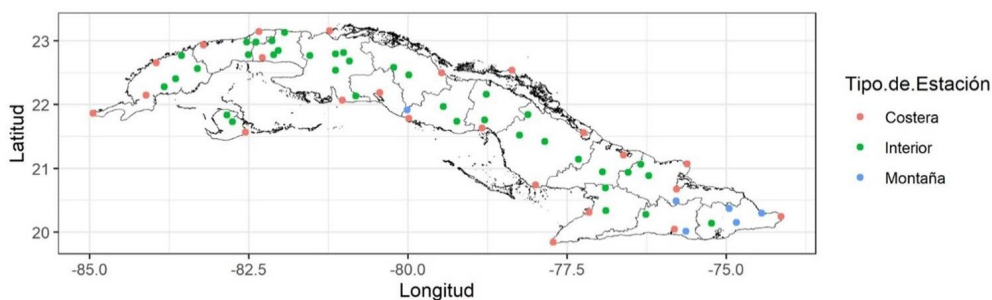 23
22
21
20
Latitud
-85.0
-82.5
-80.0
-77.5
-75.0
Longitud
Tipo.de.Estación
Costera
Interior
Montaña